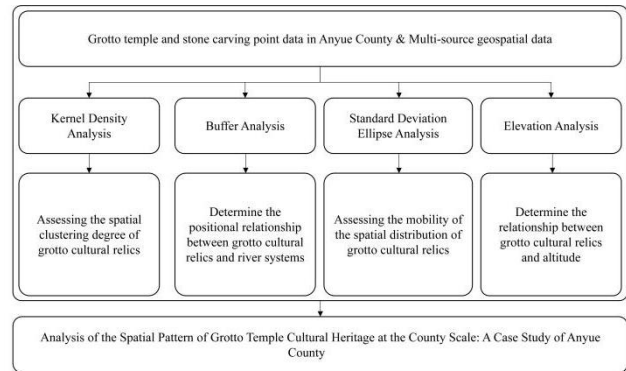 Grotto temple and stone carving point data in Anyue County & Multi-source geospatial data
Kernel Density
Analysis
Buffer Analysis
Standard Deviation
Ellipse Analysis
Elevation Analysis
Assessing the spatial
clustering degree of
grotto cultural relics
Determine the
positional relationship
between grotto cultural
relics and river systems
Assessing the mobility of
the spatial distribution of
grotto cultural relics
Determine the
relationship between
grotto cultural relics
and altitude
Analysis of the Spatial Pattern of Grotto Temple Cultural Heritage at the County Scale: A Case Study of Anyue
County